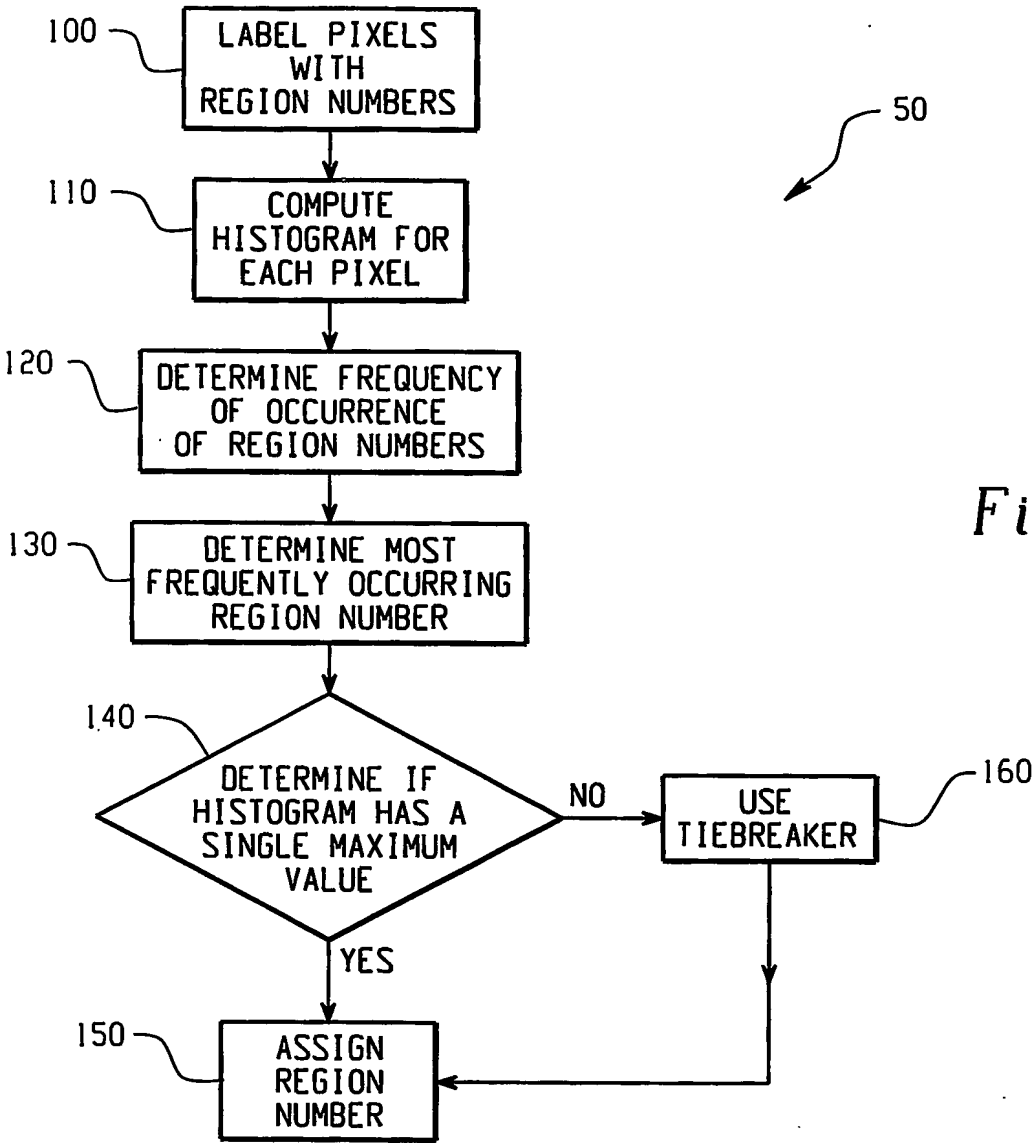 100
LABEL PIXELS
WITH
REGION NUMBERS
50
110
COMPUTE
HISTOGRAM FOR
EACH PIXEL
120
DETERMINE FREQUENCY
OF OCCURRENCE
OF REGION NUMBERS
Fi
130
DETERMINE MOST
FREQUENTLY OCCURRING
REGION NUMBER
140
DETERMINE IF
HISTOGRAM HAS A
SINGLE MAXIMUM
VALUE
NO
USE
TIEBREAKER
160
YES
150
ASSIGN
REGION
NUMBER